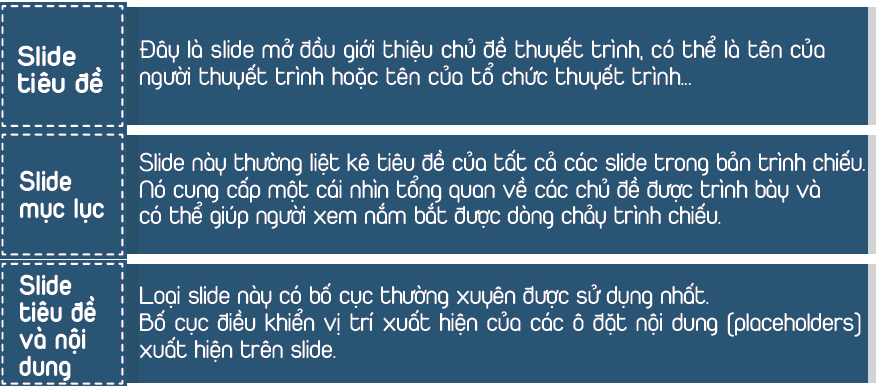 Slide
tiêu đề
Đây là slide mở đầu giới thiệu chủ đề thuyết trình, có thể là tên của
người thuyết trình hoặc tên của tổ chức thuyết trình...
Slide
mục lục
Slide này thường liệt kê tiêu đề của tất cả các slide trong bản trình chiếu.
Nó cung cấp một cái nhìn tổng quan về các chủ đề được trình bày và
có thể giúp người xem nắm bắt được dòng chảy trình chiếu.
Slide
tiêu đề
và nội
dung
Loại slide này có bố cục thường xuyên được sử dụng nhất.
Bố cục điều khiển vị trí xuất hiện của các ô đặt nội dung (placeholders)
xuất hiện trên slide.